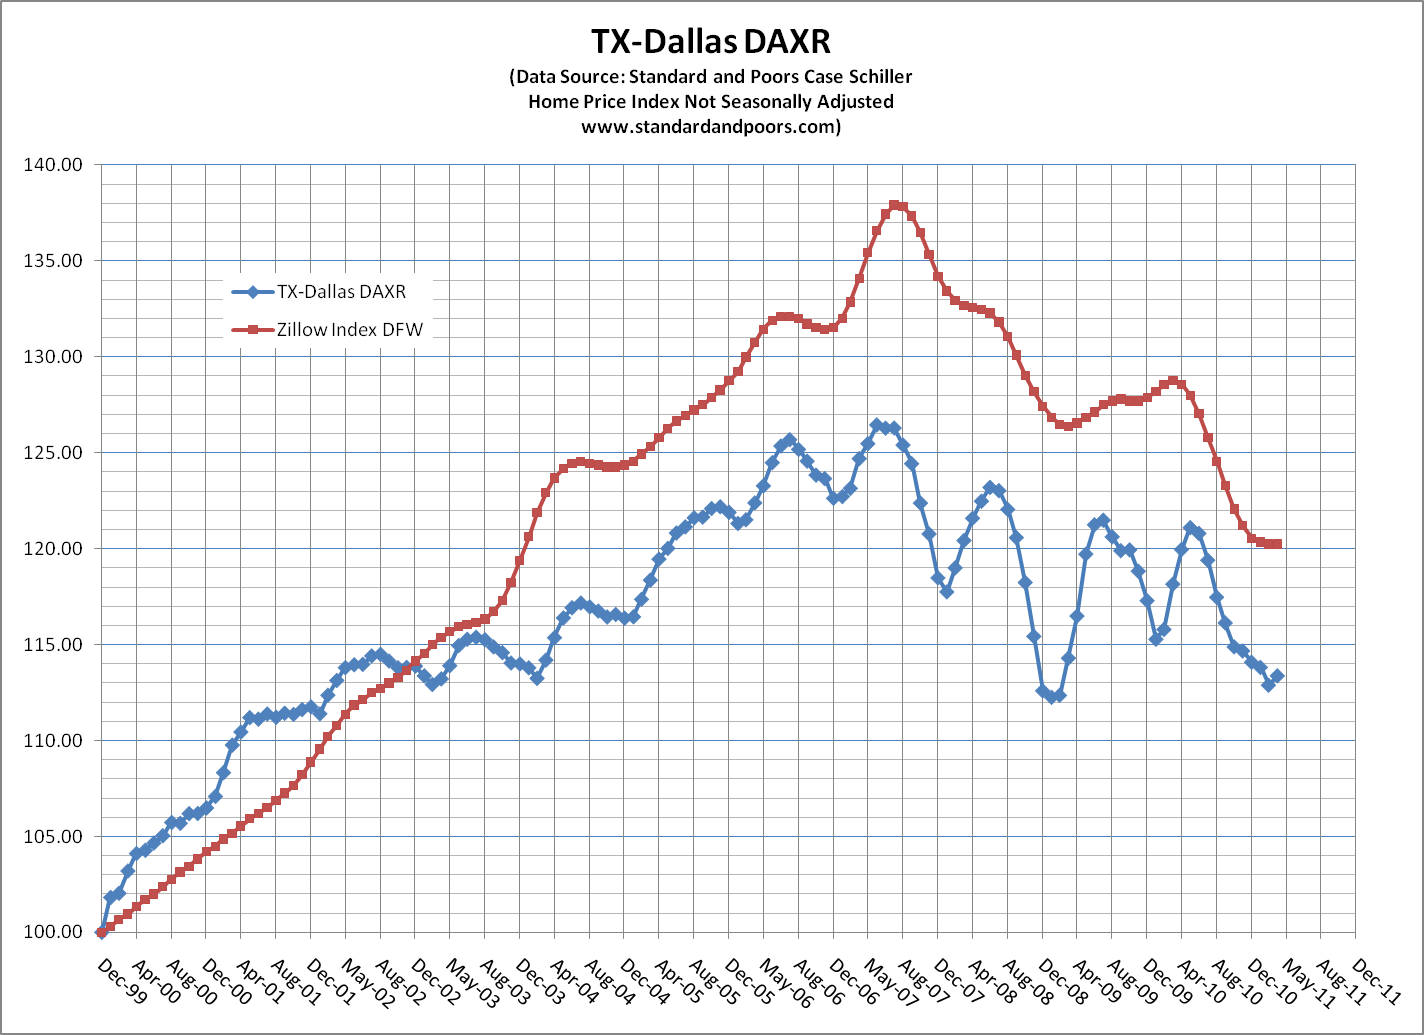 TX-Dallas DAXR
(Data Source: Standard and Poors Case Schiller
Home Price Index Not Seasonally Adjusted
www.standardandpoors.com)
140.00
135.00
130.00
125.00
120.00
115.00
110.00
105.00
100.00
TX-Dallas DAXR
Zillow Index DFW
Dec-99
Apr-00
Aug-00
Dec-00
Apr-01
Aug-01
Dec-01
May-02
Aug-02
Dec-02
May-03
Aug-03
Dec-03
Apr-04
Aug-04
Dec-04
Apr-05
Aug-05
Dec-05
May-06
Aug-06
Dec-06
May-07
Aug-07
Dec-07
Apr-08
Aug-08
Dec-08
Apr-09
Aug-09
Dec-09
Apr-10
Aug-10
Dec-10
May-11
Aug-11
Dec-11